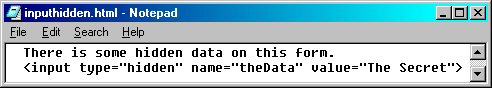 inputhidden.html - Notepad
File Edit Search Help
There is some hidden data on this form.
<input type="hidden" name="theData" value="The Secret">